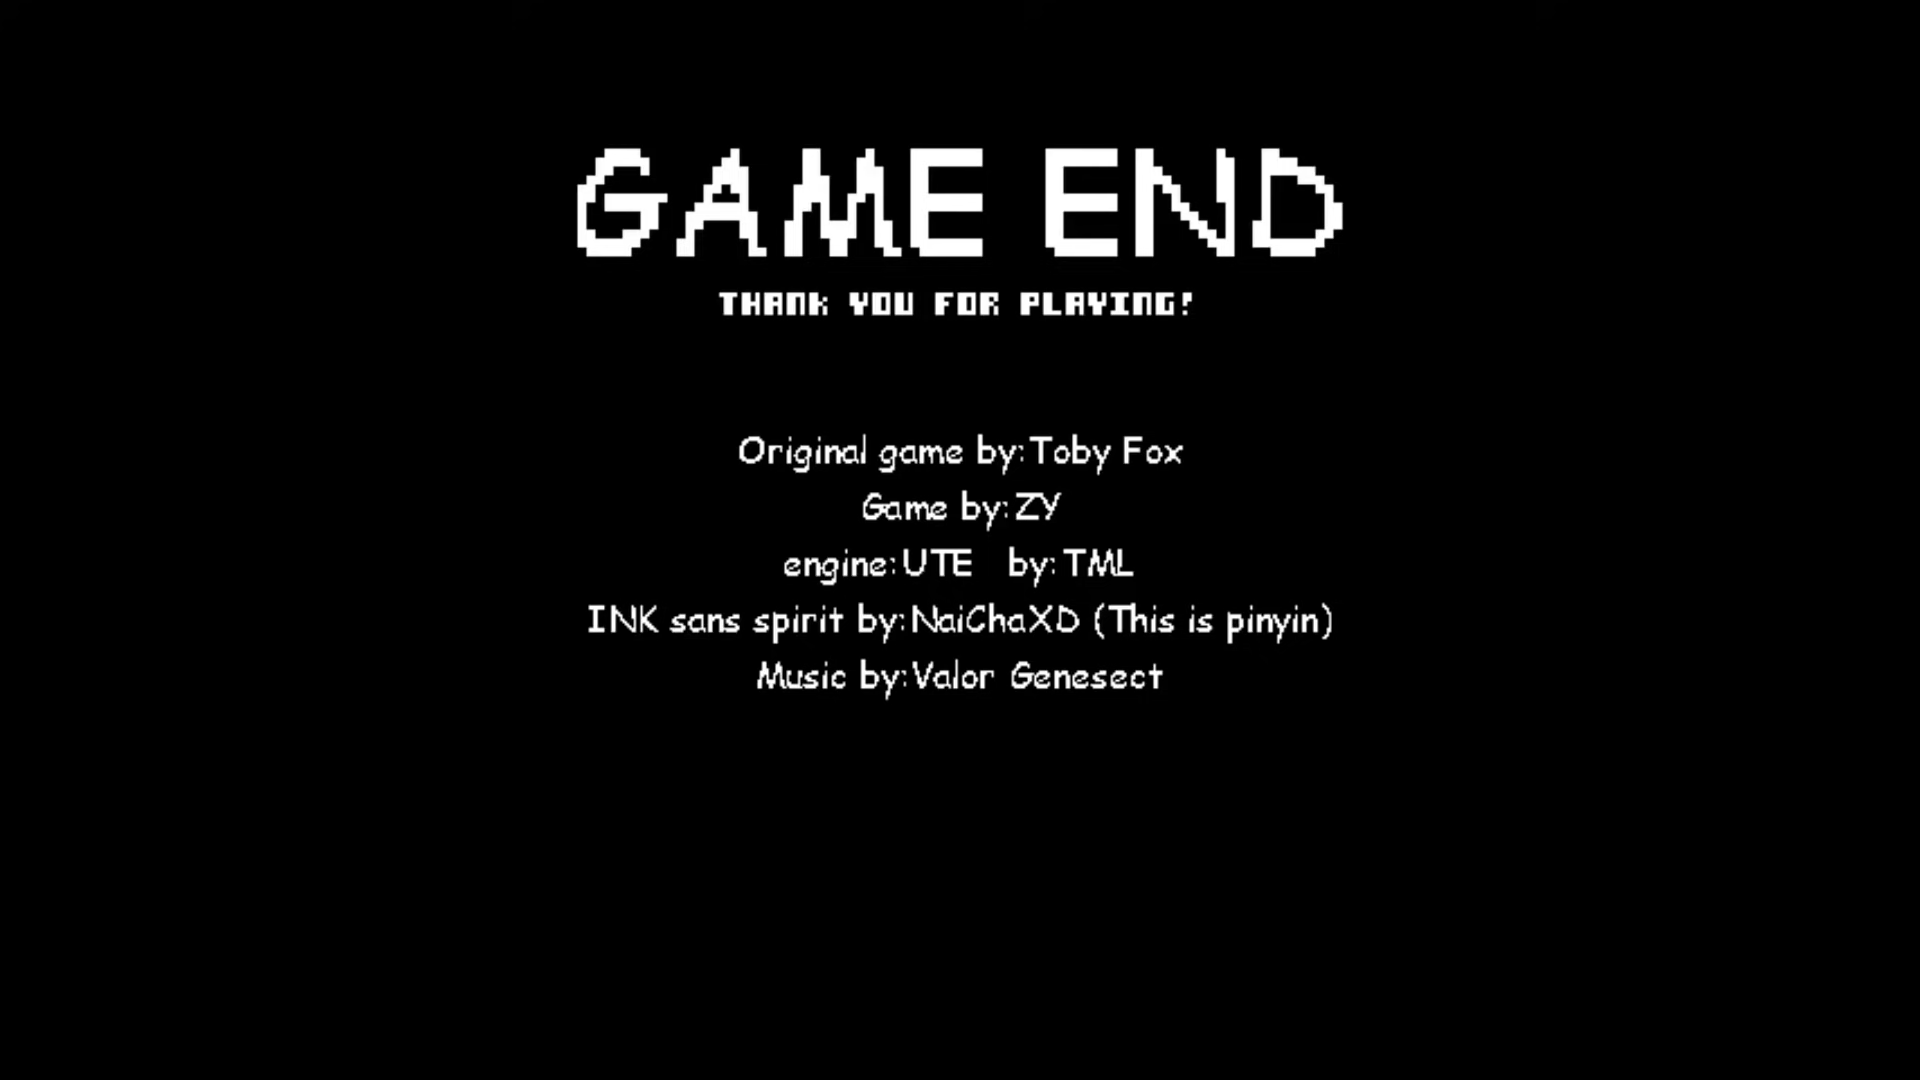 GAME END
THANK YOU FOR PLAYING!
Original game by:Toby Fox
Game by:ZY
engine:UTE by:TML
INK sans spirit by:NaiChaXD (This is pinyin)
Music by:Valor Genesect